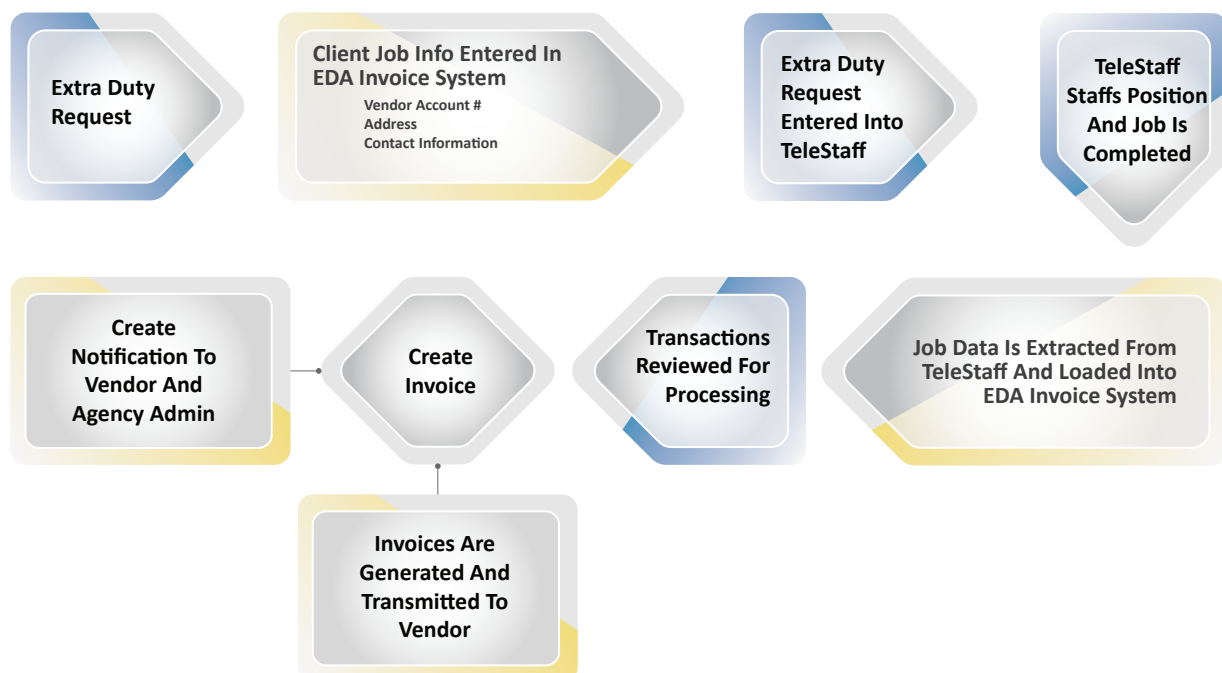 Extra Duty
Request
Client Job Info Entered In
EDA Invoice System
Vendor Account #
Address
Contact Information
Extra Duty
Request
Entered Into
TeleStaff
TeleStaff
Staffs Position
And Job Is
Completed
Job Data Is Extracted From
TeleStaff And Loaded Into
EDA Invoice System
Transactions
Reviewed For
Processing
Create
Invoice
Create
Notification To
Vendor And
Agency Admin
Invoices Are
Generated And
Transmitted To
Vendor